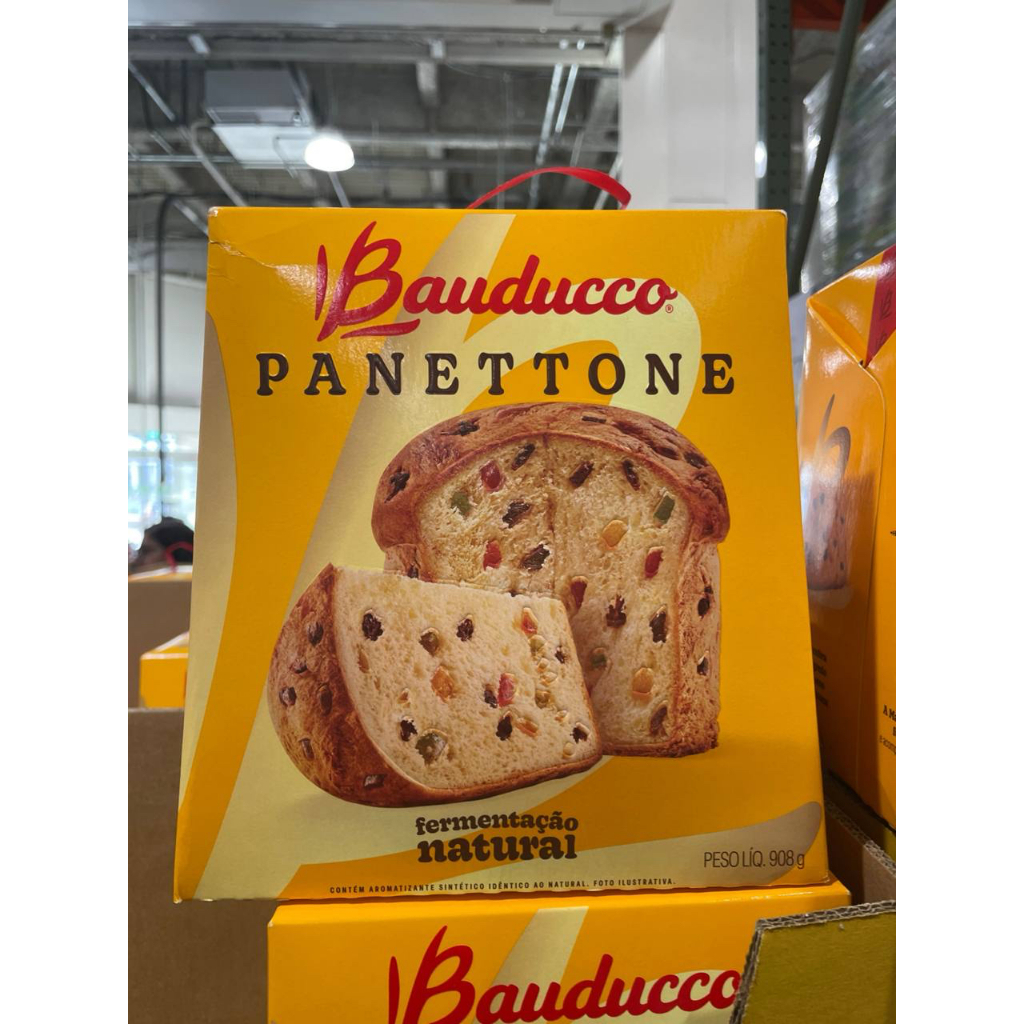 Bauducco®
PANETTONE
fermentação
natural
PESO LÍQ. 908 g
CONTÉM AROMATIZANTE SINTÉTICO IDÊNTICO AO NATURAL. FOTO ILUSTRATIVA.
Bauducco